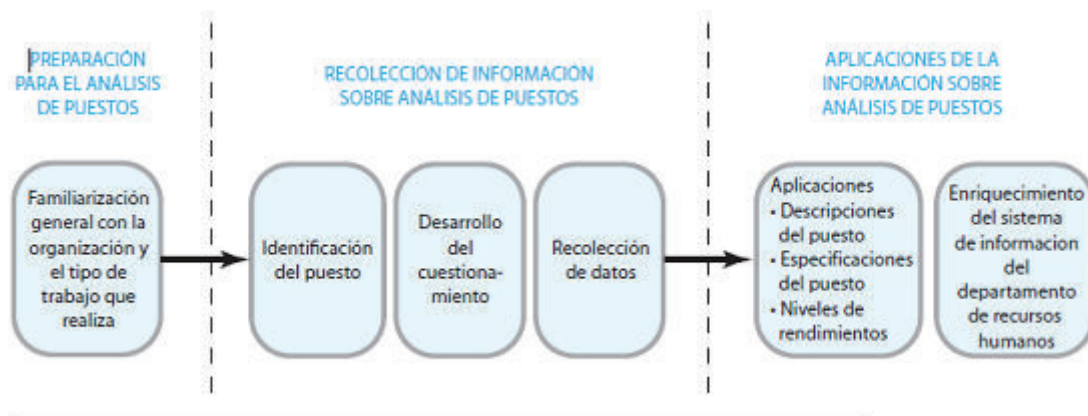 PREPARACIÓN
PARA EL ANÁLISIS
DE PUESTOS
RECOLECCIÓN DE INFORMACIÓN
SOBRE ANÁLISIS DE PUESTOS
APLICACIONES DE LA
INFORMACIÓN SOBRE
ANÁLISIS DE PUESTOS
Familiarización
general con la
organización y
el tipo de
trabajo que
realiza
Identificación
del puesto
Desarrollo
del
cuestiona-
miento
Recolección
de datos
Aplicaciones
• Descripciones
del puesto
• Especificaciones
del puesto
• Niveles de
rendimientos
Enriquecimiento
del sistema
de informacion
del
departamento
de recursos
humanos